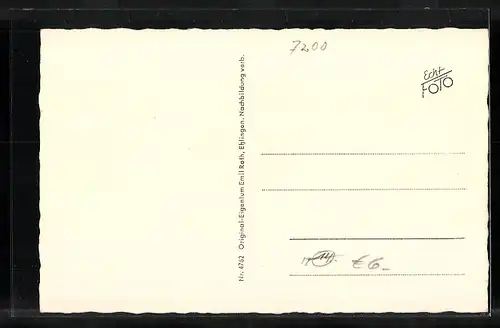 7200
Echt
FOTO
Nr. 4762 Original-Eigentum Emil Roth, Eßlingen. Nachbildung verb.
€6.-